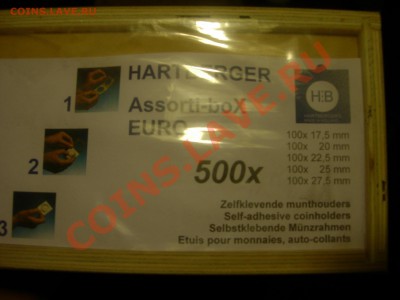 COINS.LAVE.RU
HARTBERGER
1
Assorti-boX
EURO
H:B
2
500x
100x 17,5 mm
100x 20 mm
100x 22,5 mm
100x 25 mm
100x 27,5 mm
3
Zelfklevende munthouders
Self-adhesive coinholders
Selbstklebende Münzrahmen
Etuis pour monnaies, auto-collants
COINS.LAVE.RU